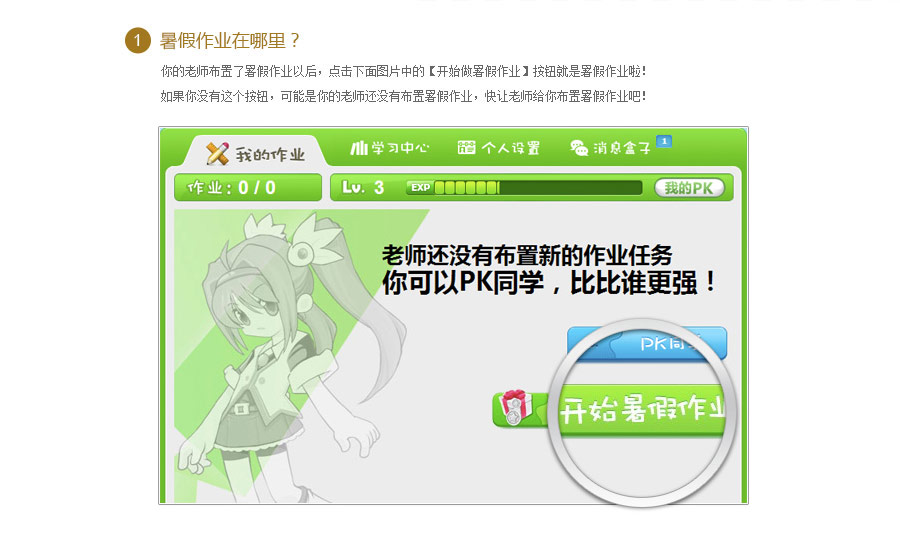 1 暑假作业在哪里？
你的老师布置了暑假作业以后，点击下面图片中的【开始做暑假作业】按钮就是暑假作业啦！
如果你没有这个按钮，可能是你的老师还没有布置暑假作业，快让老师给你布置暑假作业吧！
我的作业 学习中心 个人设置 消息盒子 1
作业：0 / 0 Lv. 3 EXP 我的PK
老师还没有布置新的作业任务
你可以PK同学，比比谁更强！
PK同
开始暑假作业